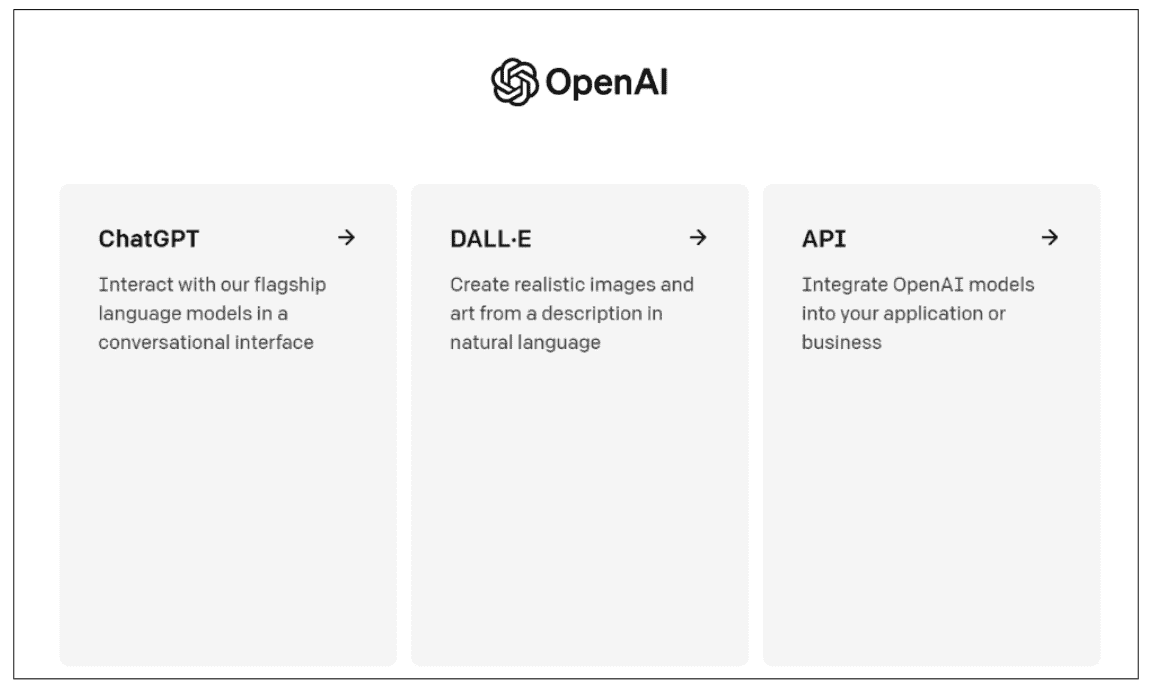 OpenAI
ChatGPT →
Interact with our flagship
language models in a
conversational interface
DALL·E →
Create realistic images and
art from a description in
natural language
API →
Integrate OpenAI models
into your application or
business